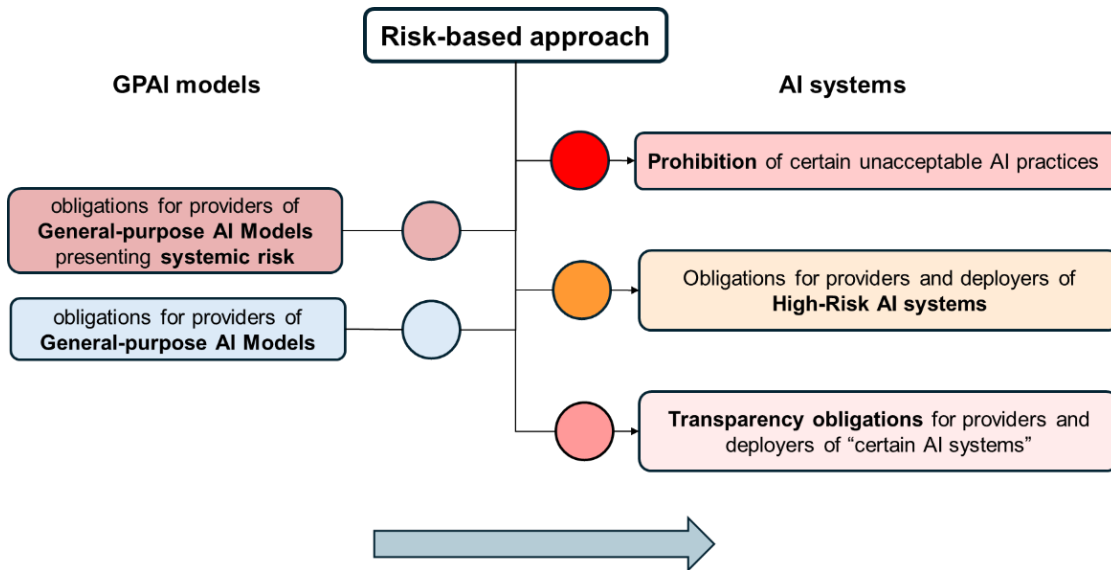 Risk-based approach
GPAI models
AI systems
Prohibition of certain unacceptable AI practices
obligations for providers of
General-purpose AI Models
presenting systemic risk
Obligations for providers and deployers of
High-Risk AI systems
obligations for providers of
General-purpose AI Models
Transparency obligations for providers and
deployers of “certain AI systems”